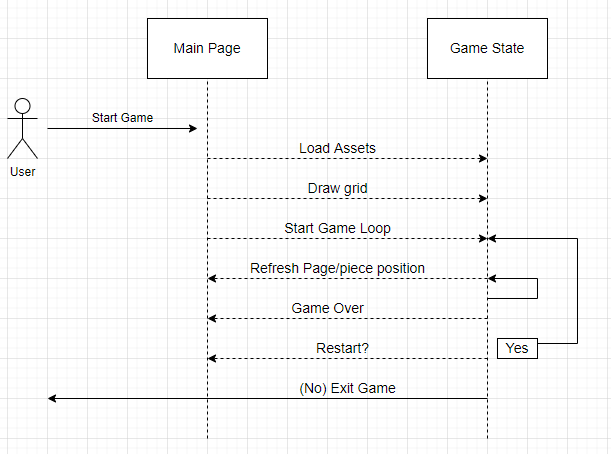 Main Page
Game State
Start Game
User
Load Assets
Draw grid
Start Game Loop
Refresh Page/piece position
Game Over
Restart?
Yes
(No) Exit Game